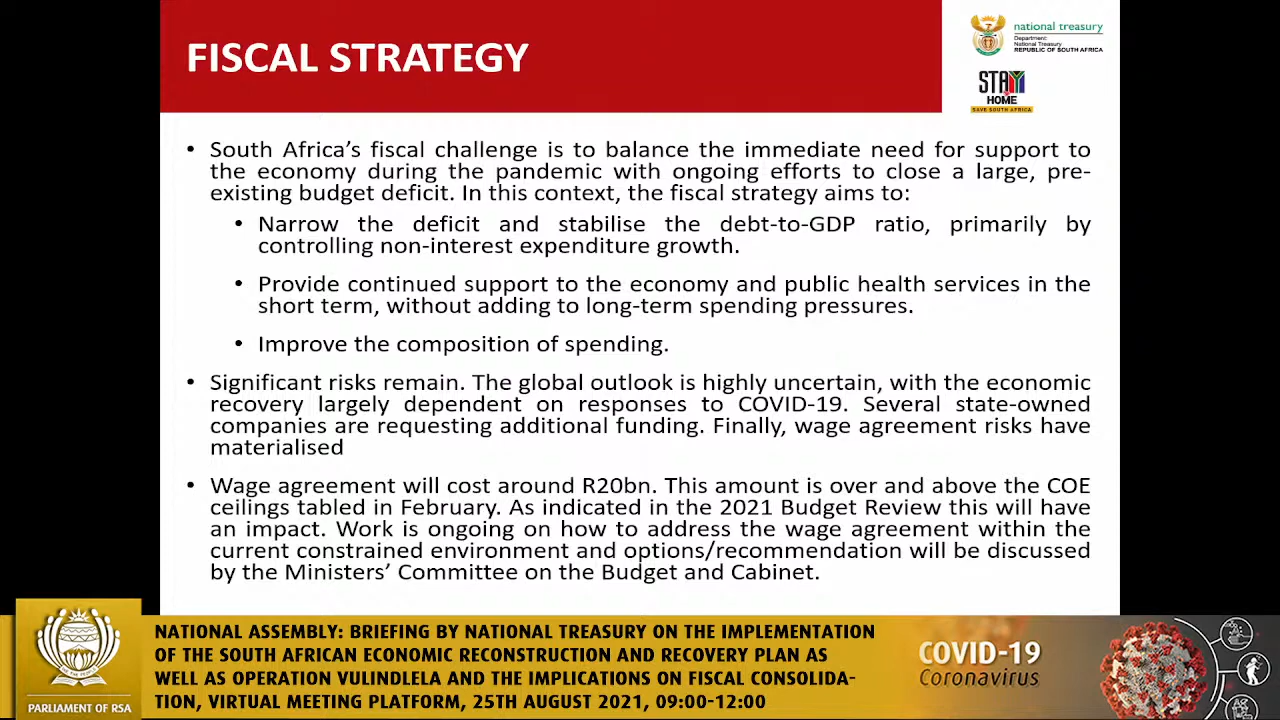 FISCAL STRATEGY
national treasury
Department:
National Treasury
REPUBLIC OF SOUTH AFRICA
STAY
HOME
SAVE SOUTH AFRICA
• South Africa’s fiscal challenge is to balance the immediate need for support to
the economy during the pandemic with ongoing efforts to close a large, pre-
existing budget deficit. In this context, the fiscal strategy aims to:
• Narrow the deficit and stabilise the debt-to-GDP ratio, primarily by
controlling non-interest expenditure growth.
• Provide continued support to the economy and public health services in the
short term, without adding to long-term spending pressures.
• Improve the composition of spending.
• Significant risks remain. The global outlook is highly uncertain, with the economic
recovery largely dependent on responses to COVID-19. Several state-owned
companies are requesting additional funding. Finally, wage agreement risks have
materialised
• Wage agreement will cost around R20bn. This amount is over and above the COE
ceilings tabled in February. As indicated in the 2021 Budget Review this will have
an impact. Work is ongoing on how to address the wage agreement within the
current constrained environment and options/recommendation will be discussed
by the Ministers’ Committee on the Budget and Cabinet.
PARLIAMENT OF RSA
NATIONAL ASSEMBLY: BRIEFING BY NATIONAL TREASURY ON THE IMPLEMENTATION
OF THE SOUTH AFRICAN ECONOMIC RECONSTRUCTION AND RECOVERY PLAN AS
WELL AS OPERATION VULINDLELA AND THE IMPLICATIONS ON FISCAL CONSOLIDA-
TION, VIRTUAL MEETING PLATFORM, 25TH AUGUST 2021, 09:00-12:00
COVID-19
Coronavirus